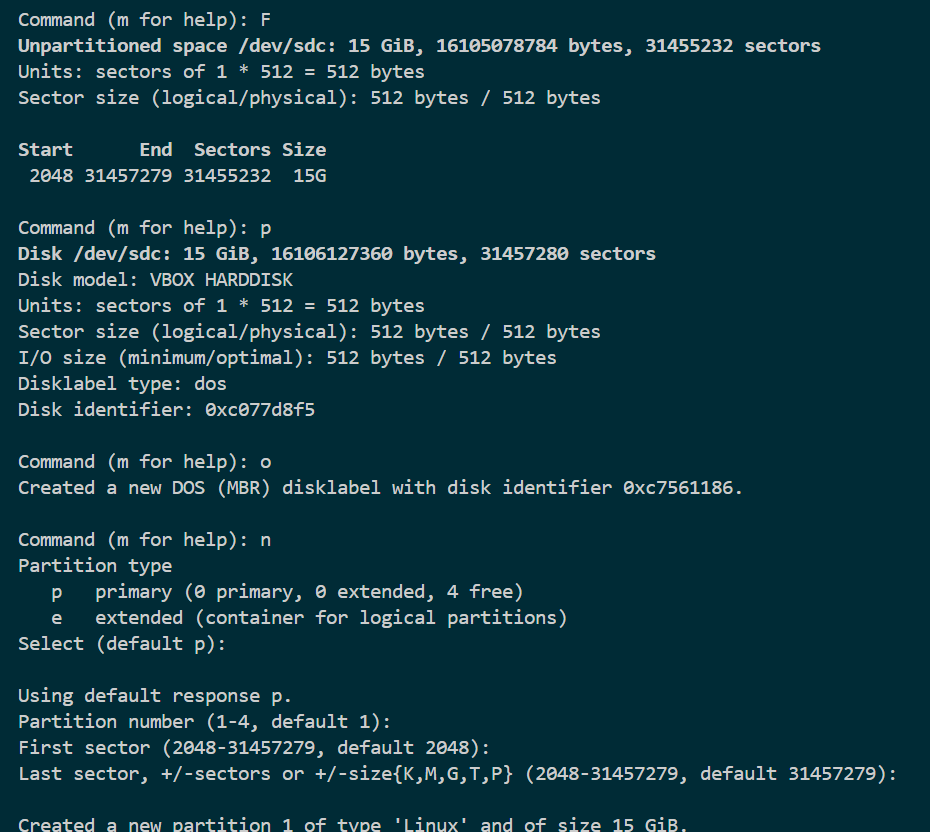 Command (m for help): F
Unpartitioned space /dev/sdc: 15 GiB, 16105078784 bytes, 31455232 sectors
Units: sectors of 1 * 512 = 512 bytes
Sector size (logical/physical): 512 bytes / 512 bytes
Start End Sectors Size
2048 31457279 31455232 15G
Command (m for help): p
Disk /dev/sdc: 15 GiB, 16106127360 bytes, 31457280 sectors
Disk model: VBOX HARDDISK
Units: sectors of 1 * 512 = 512 bytes
Sector size (logical/physical): 512 bytes / 512 bytes
I/O size (minimum/optimal): 512 bytes / 512 bytes
Disklabel type: dos
Disk identifier: 0xc077d8f5
Command (m for help): o
Created a new DOS (MBR) disklabel with disk identifier 0xc7561186.
Command (m for help): n
Partition type
p primary (0 primary, 0 extended, 4 free)
e extended (container for logical partitions)
Select (default p):
Using default response p.
Partition number (1-4, default 1):
First sector (2048-31457279, default 2048):
Last sector, +/-sectors or +/-size{K,M,G,T,P} (2048-31457279, default 31457279):
Created a new partition 1 of type 'Linux' and of size 15 GiB.